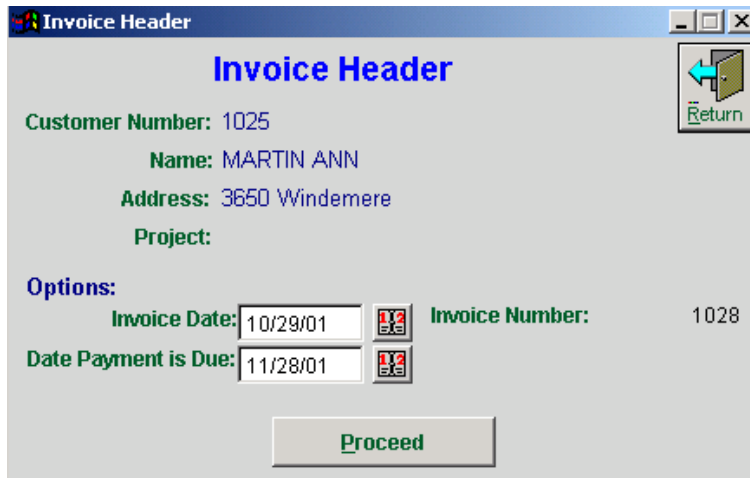 Invoice Header
Invoice Header
Return
Customer Number: 1025
Name: MARTIN ANN
Address: 3650 Windemere
Project:
Options:
Invoice Date: 10/29/01 Invoice Number: 1028
Date Payment is Due: 11/28/01
Proceed